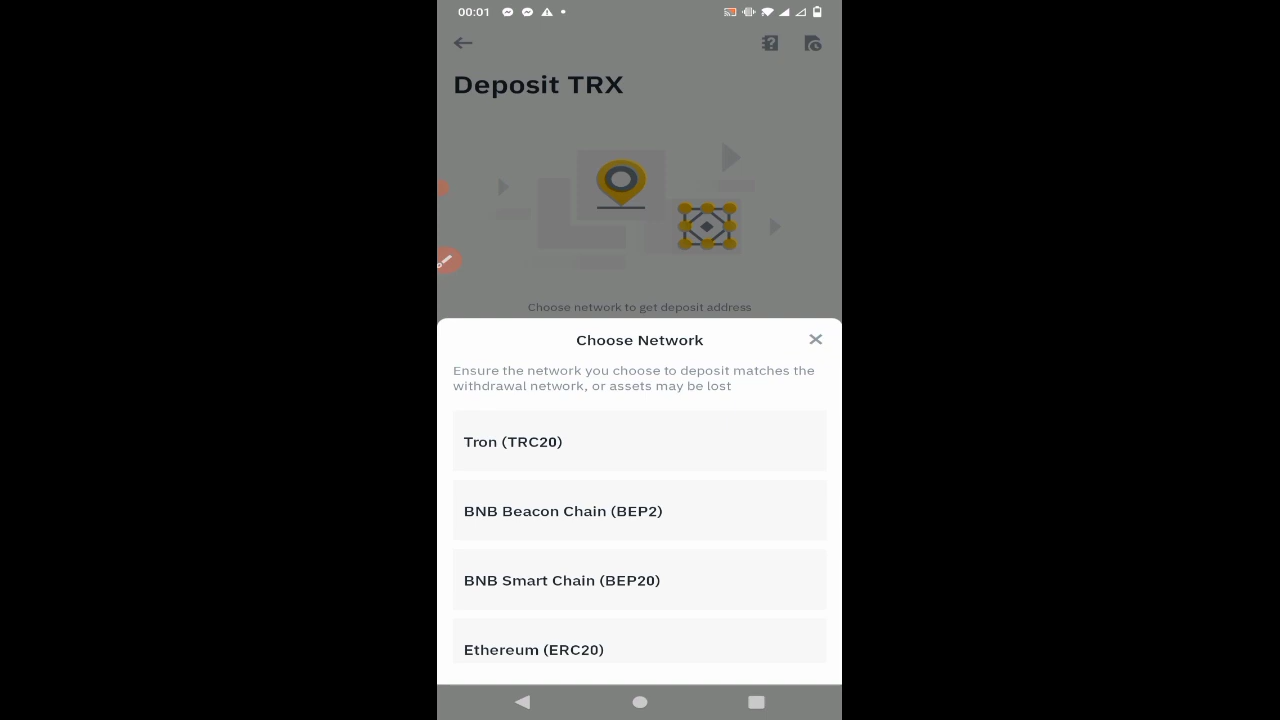 00:01
Deposit TRX
Choose network to get deposit address
Choose Network
Ensure the network you choose to deposit matches the
withdrawal network, or assets may be lost
Tron (TRC20)
BNB Beacon Chain (BEP2)
BNB Smart Chain (BEP20)
Ethereum (ERC20)